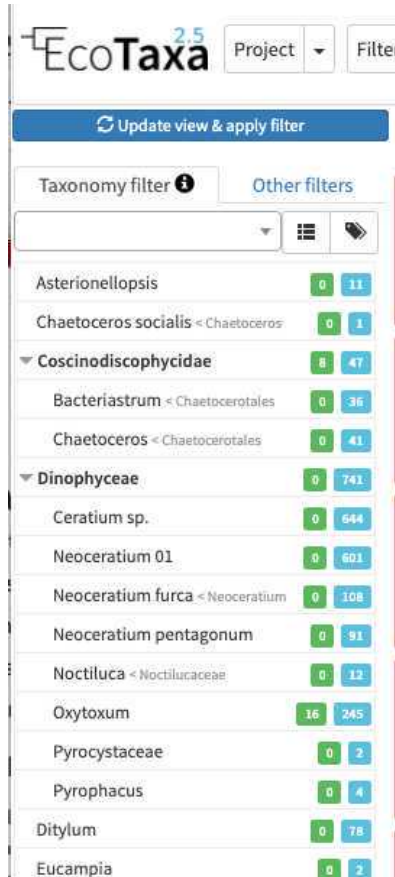 EcoTaxa 2.5
Project
Filte
Update view & apply filter
Taxonomy filter
Other filters
Asterionellopsis 0 11
Chaetoceros socialis < Chaetoceros 0 1
Coscinodiscophycidae 8 47
Bacteriastrum < Chaetocerotales 0 36
Chaetoceros < Chaetocerotales 0 41
Dinophyceae 0 741
Ceratium sp. 0 644
Neoceratium 01 0 601
Neoceratium furca < Neoceratium 0 108
Neoceratium pentagonum 0 91
Noctiluca < Noctilucaceae 0 12
Oxytoxum 16 245
Pyrocystaceae 0 2
Pyrophacus 0 4
Ditylum 0 78
Eucampia 0 2